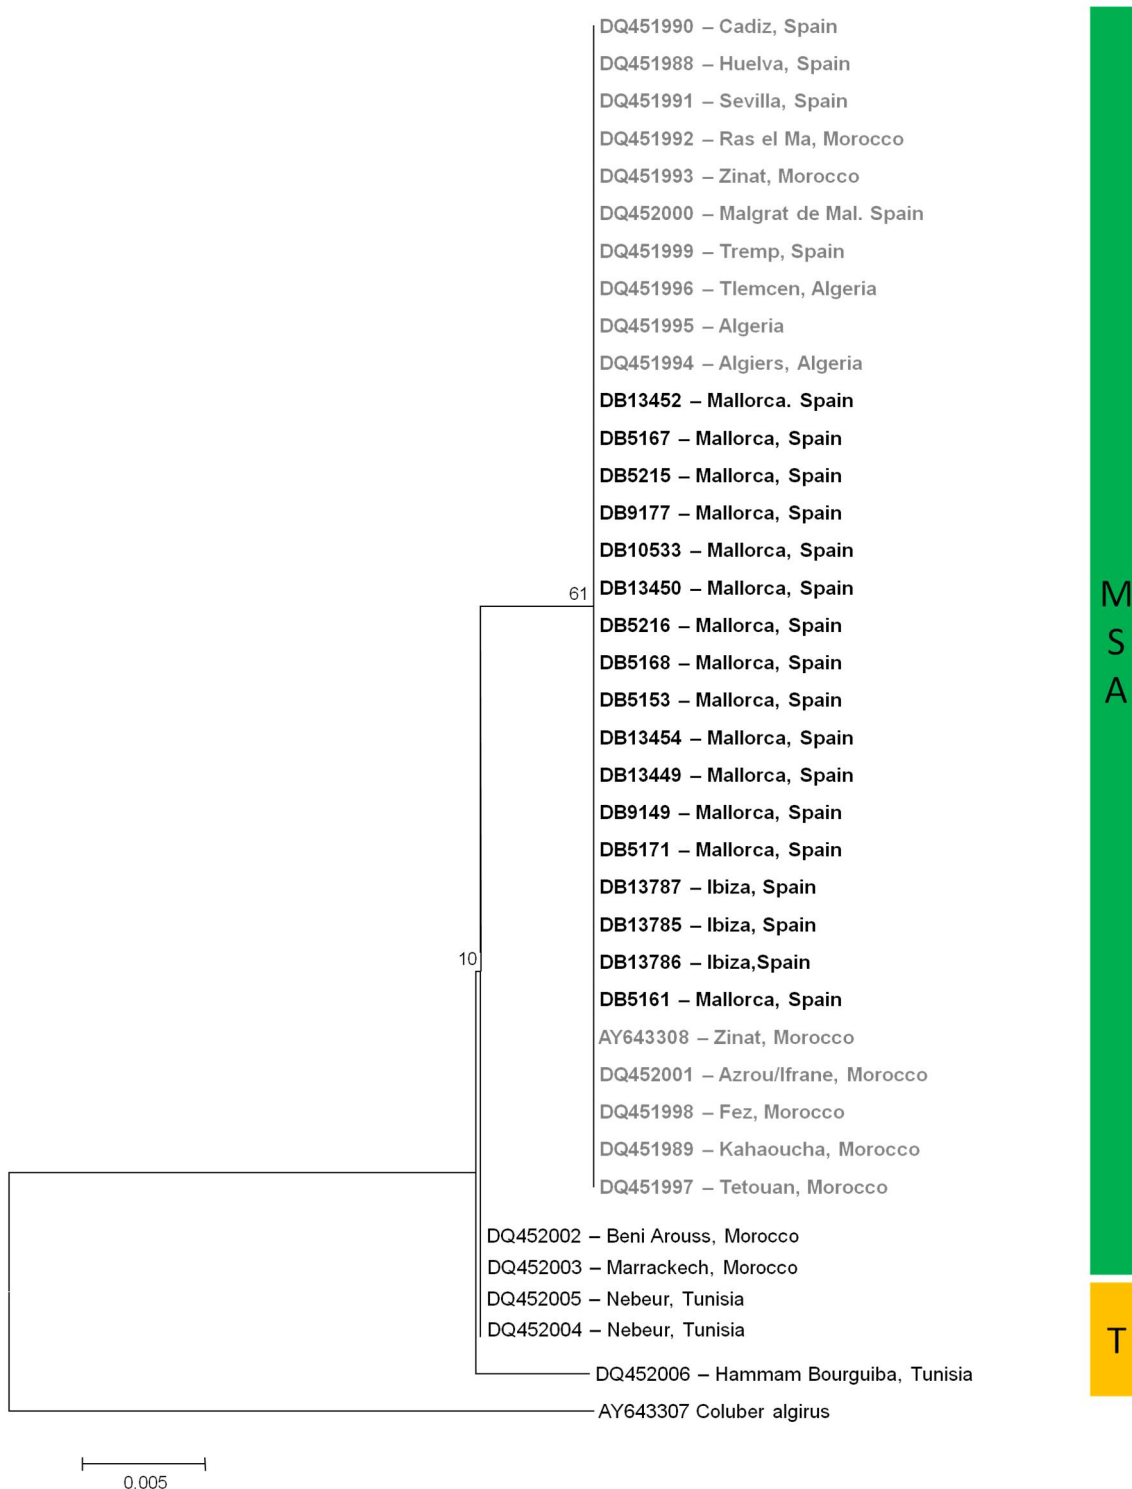 DQ451990 – Cadiz, Spain
DQ451988 – Huelva, Spain
DQ451991 – Sevilla, Spain
DQ451992 – Ras el Ma, Morocco
DQ451993 – Zinat, Morocco
DQ452000 – Malgrat de Mal. Spain
DQ451999 – Tremp, Spain
DQ451996 – Tlemcen, Algeria
DQ451995 – Algeria
DQ451994 – Algiers, Algeria
DB13452 – Mallorca. Spain
DB5167 – Mallorca, Spain
DB5215 – Mallorca, Spain
DB9177 – Mallorca, Spain
DB10533 – Mallorca, Spain
61
DB13450 – Mallorca, Spain
DB5216 – Mallorca, Spain
DB5168 – Mallorca, Spain
DB5153 – Mallorca, Spain
DB13454 – Mallorca, Spain
DB13449 – Mallorca, Spain
DB9149 – Mallorca, Spain
DB5171 – Mallorca, Spain
DB13787 – Ibiza, Spain
DB13785 – Ibiza, Spain
10
DB13786 – Ibiza,Spain
DB5161 – Mallorca, Spain
AY643308 – Zinat, Morocco
DQ452001 – Azrou/Ifrane, Morocco
DQ451998 – Fez, Morocco
DQ451989 – Kahaoucha, Morocco
DQ451997 – Tetouan, Morocco
DQ452002 – Beni Arouss, Morocco
DQ452003 – Marrackech, Morocco
DQ452005 – Nebeur, Tunisia
DQ452004 – Nebeur, Tunisia
DQ452006 – Hammam Bourguiba, Tunisia
AY643307 Coluber algirus
0.005
M
S
A
T